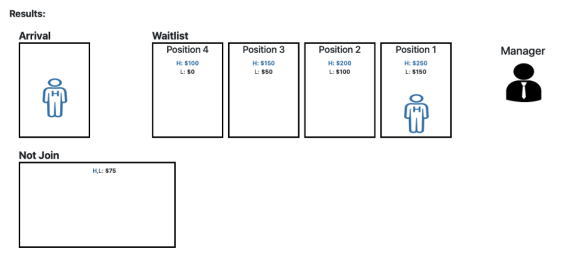 Results:
Arrival
Waitlist
Position 4
H: $100
L: $0
Position 3
H: $150
L: $50
Position 2
H: $200
L: $100
Position 1
H: $250
L: $150
Manager
H
H
Not Join
H,L: $75